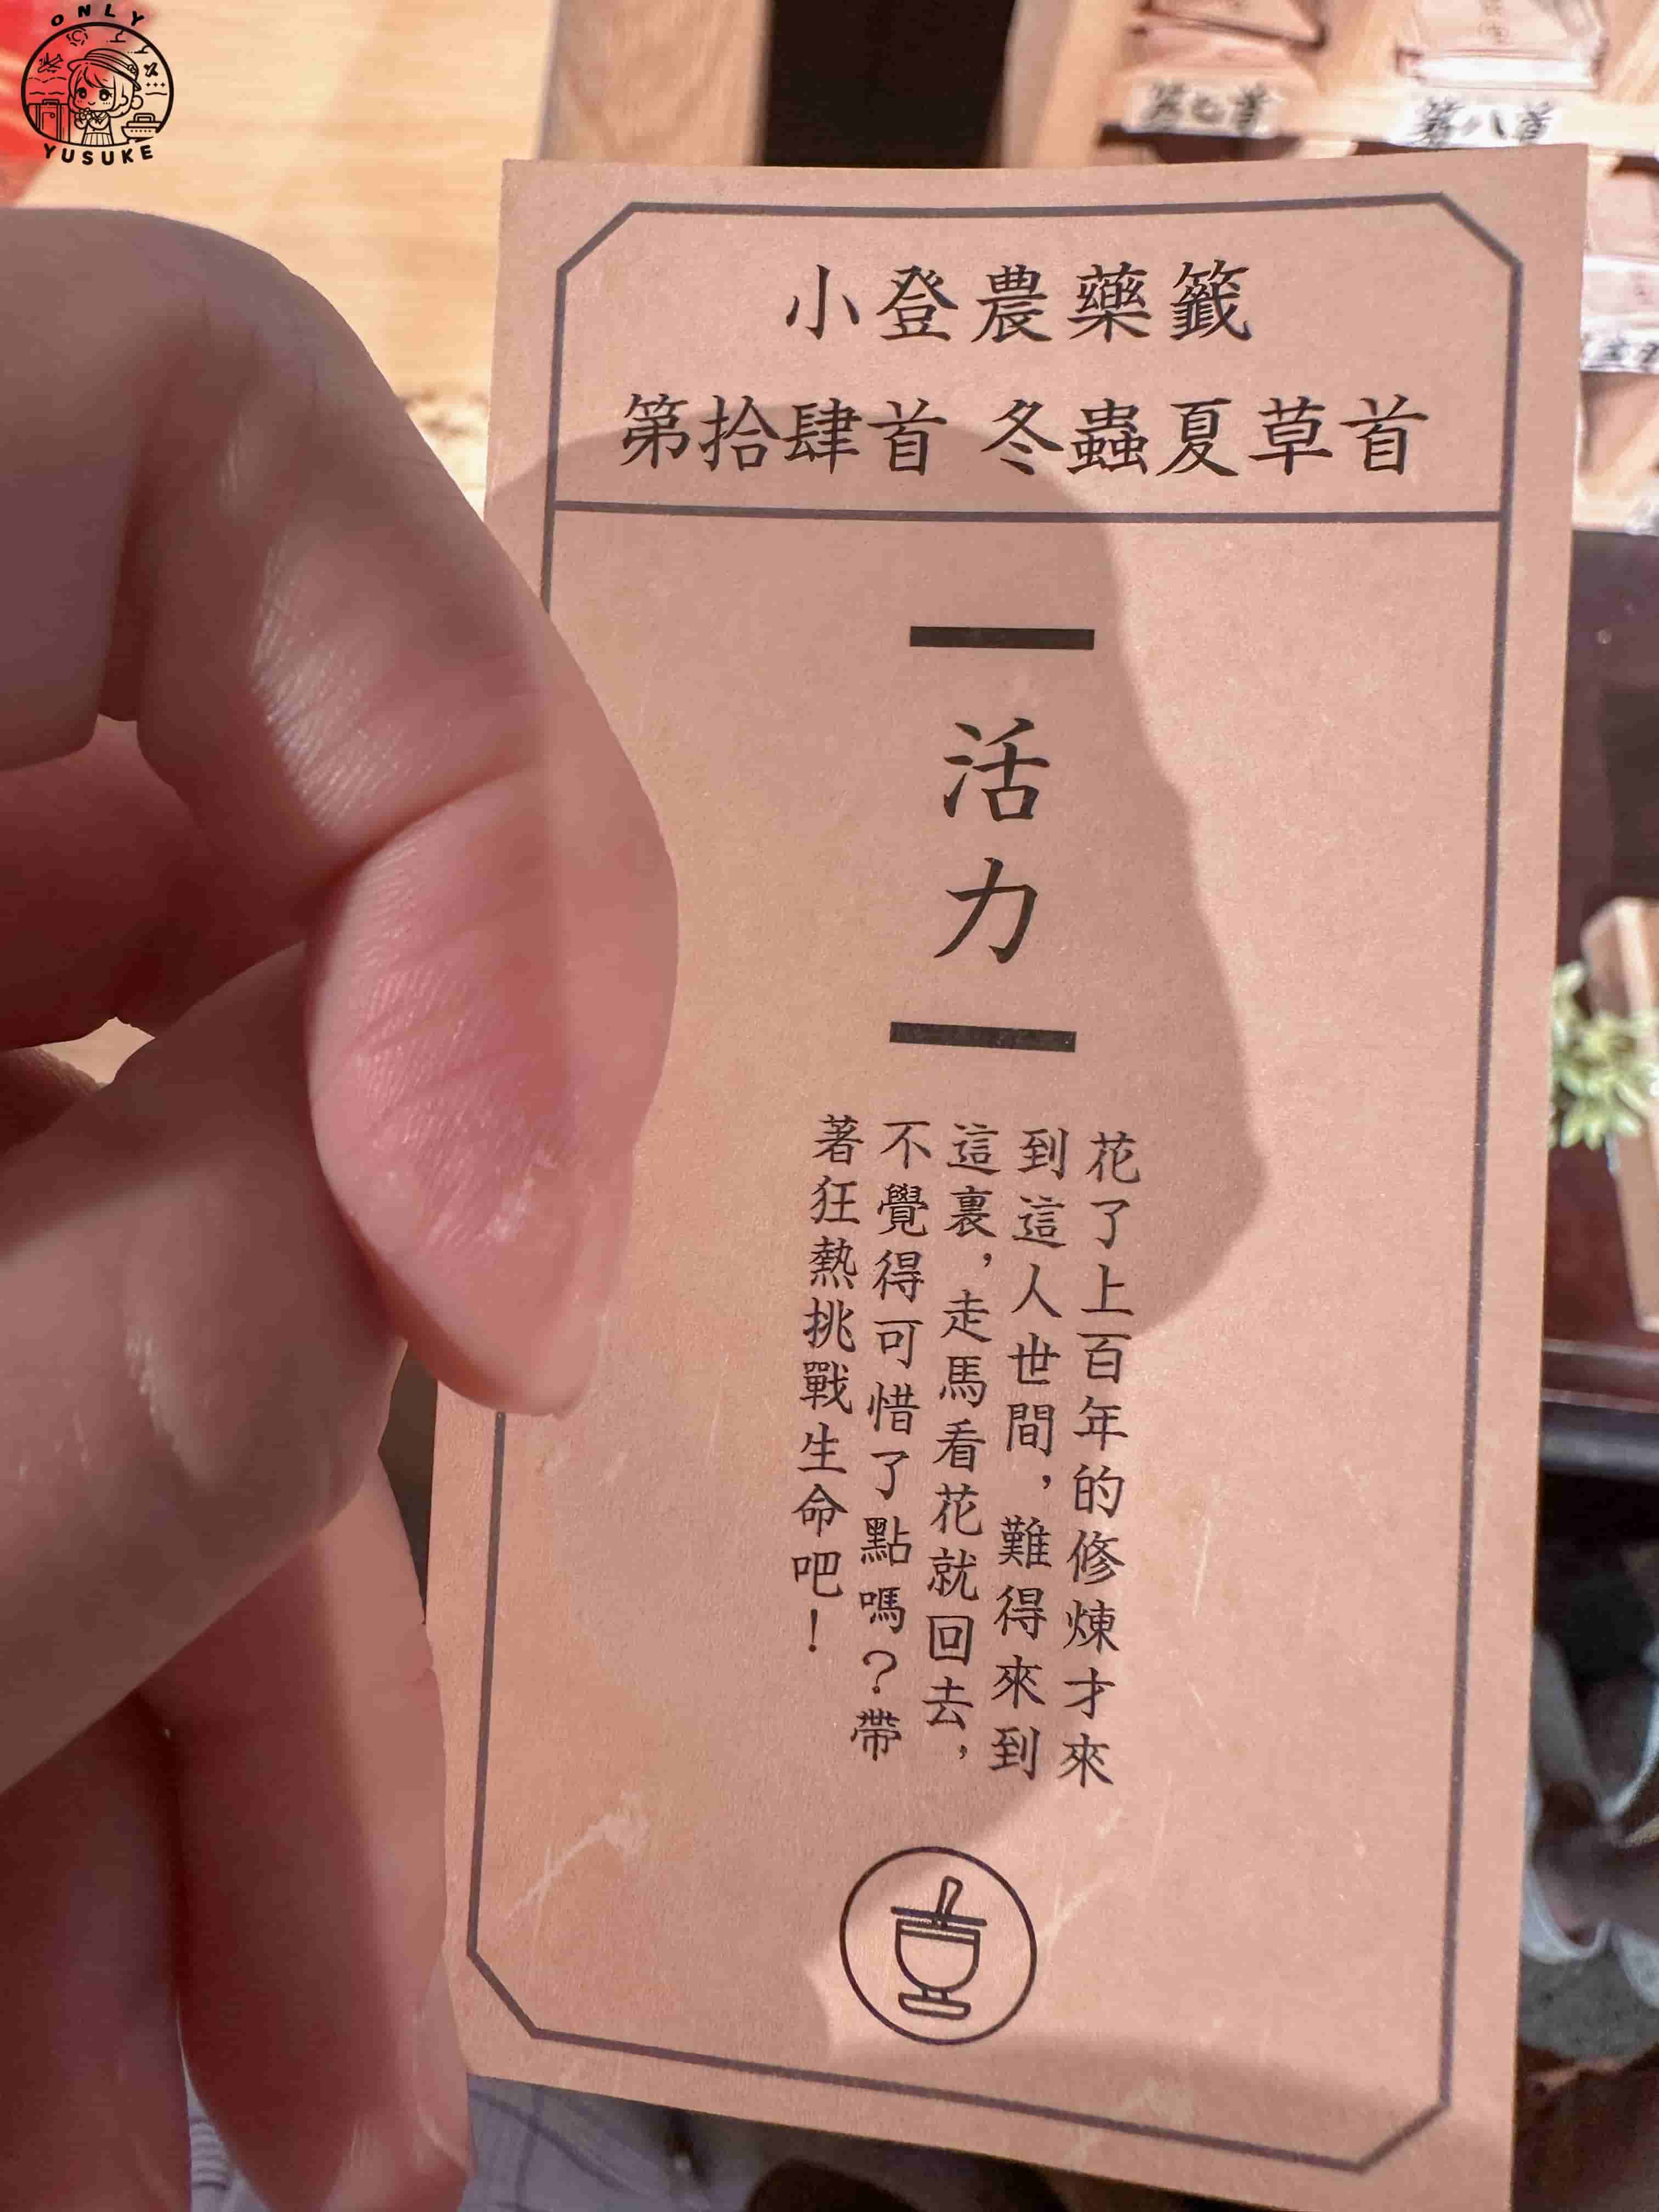 ONLY
YUSUKE
第七首
第八首
小登農藥籤
第拾肆首 冬蟲夏草首
活力
花了上百年的修煉才來
到這人世間，難得來到
這裏，走馬看花就回去，
不覺得可惜了點嗎？帶
著狂熱挑戰生命吧！